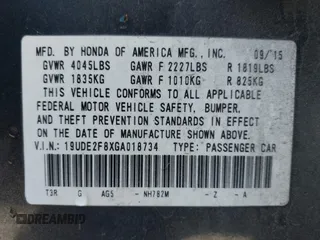 MFD. BY HONDA OF AMERICA MFG., INC. 09/15
GVWR 4045LBS GAWR F 2227LBS R 1819LBS
GVWR 1835KG GAWR F 1010KG R 825KG
THIS VEHICLE CONFORMS TO ALL APPLICABLE
FEDERAL MOTOR VEHICLE SAFETY, BUMPER,
AND THEFT PREVENTION STANDARDS IN EFFECT
ON THE DATE OF MANUFACTURE SHOWN ABOVE.
V.I.N.: 19UDE2F8XGA018734 TYPE: PASSENGER CAR
T3R G AG5 - NH782M - Z - A
DREAMBID